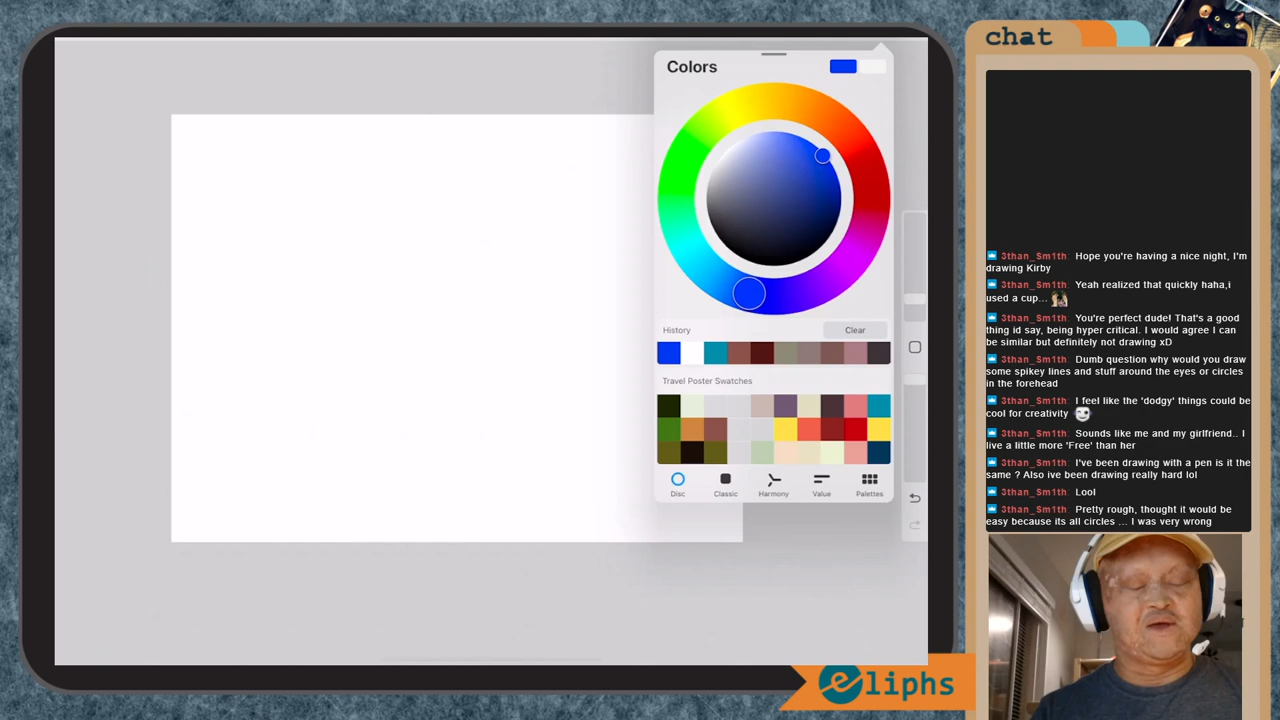 Colors
History
Clear
Travel Poster Swatches
Disc
Classic
Harmony
Value
Palettes
chat
3than_Sm1th: Hope you're having a nice night, I'm
drawing Kirby
3than_Sm1th: Yeah realized that quickly haha,i
used a cup...
3than_Sm1th: You're perfect dude! That's a good
thing id say, being hyper critical. I would agree I can
be similar but definitely not drawing xD
3than_Sm1th: Dumb question why would you draw
some spikey lines and stuff around the eyes or circles
in the forehead
3than_Sm1th: I feel like the 'dodgy' things could be
cool for creativity
3than_Sm1th: Sounds like me and my girlfriend.. I
live a little more 'Free' than her
3than_Sm1th: I've been drawing with a pen is it the
same ? Also ive been drawing really hard lol
3than_Sm1th: Lool
3than_Sm1th: Pretty rough, thought it would be
easy because its all circles ... I was very wrong
eliphs